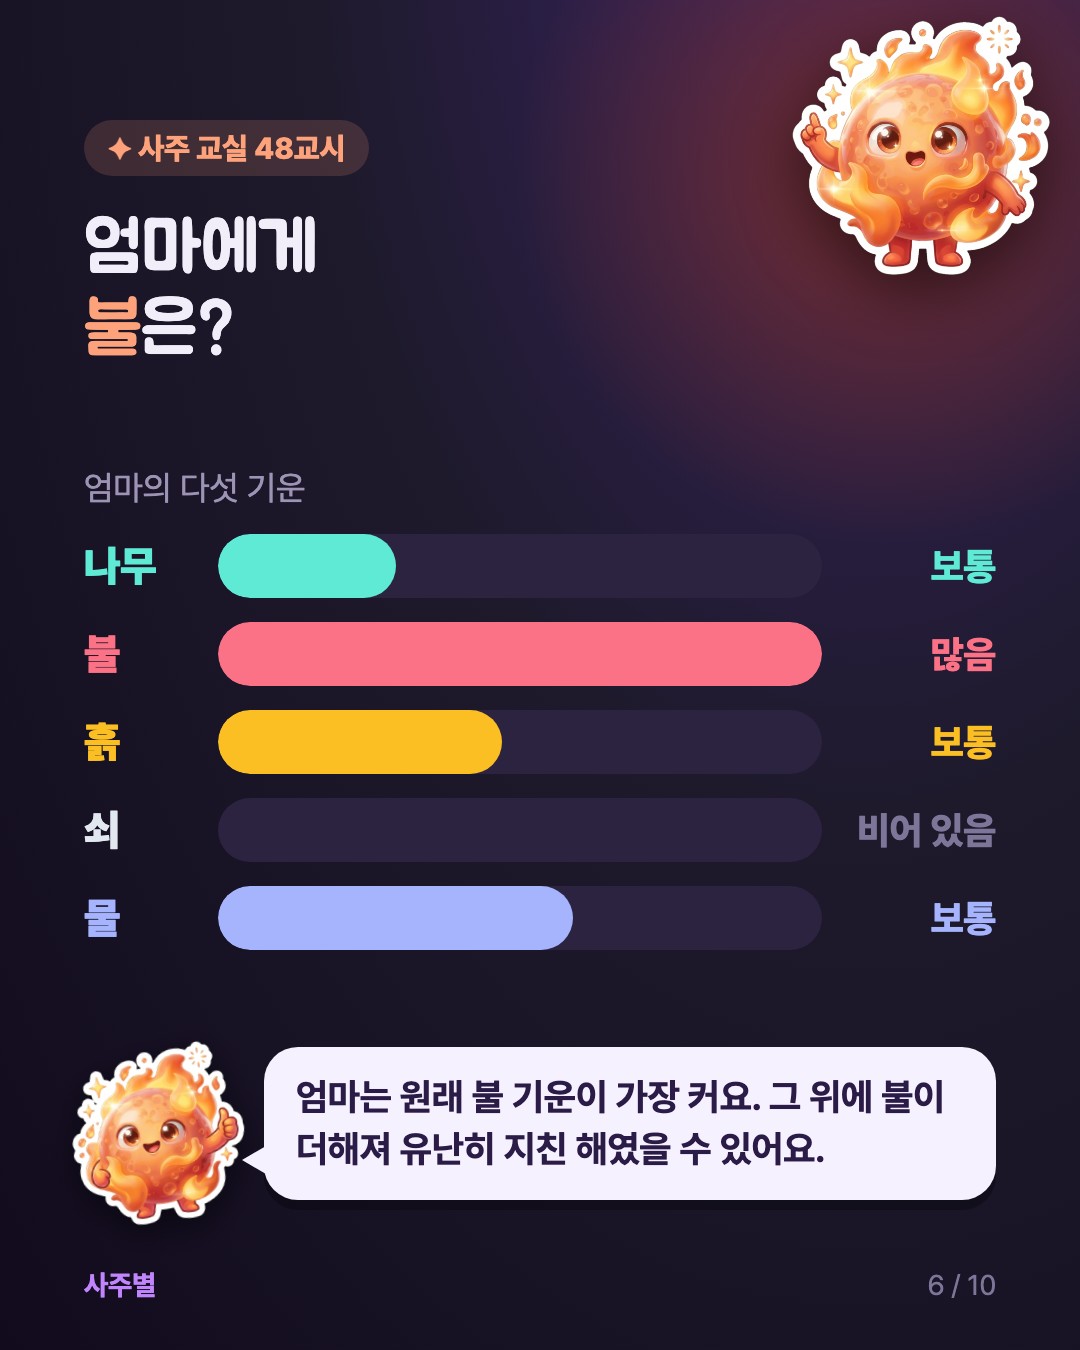 ✦ 사주 교실 48교시
엄마에게
불은?
엄마의 다섯 기운
나무 보통
불 많음
흙 보통
쇠 비어 있음
물 보통
엄마는 원래 불 기운이 가장 커요. 그 위에 불이
더해져 유난히 지친 해였을 수 있어요.
사주별 6 / 10